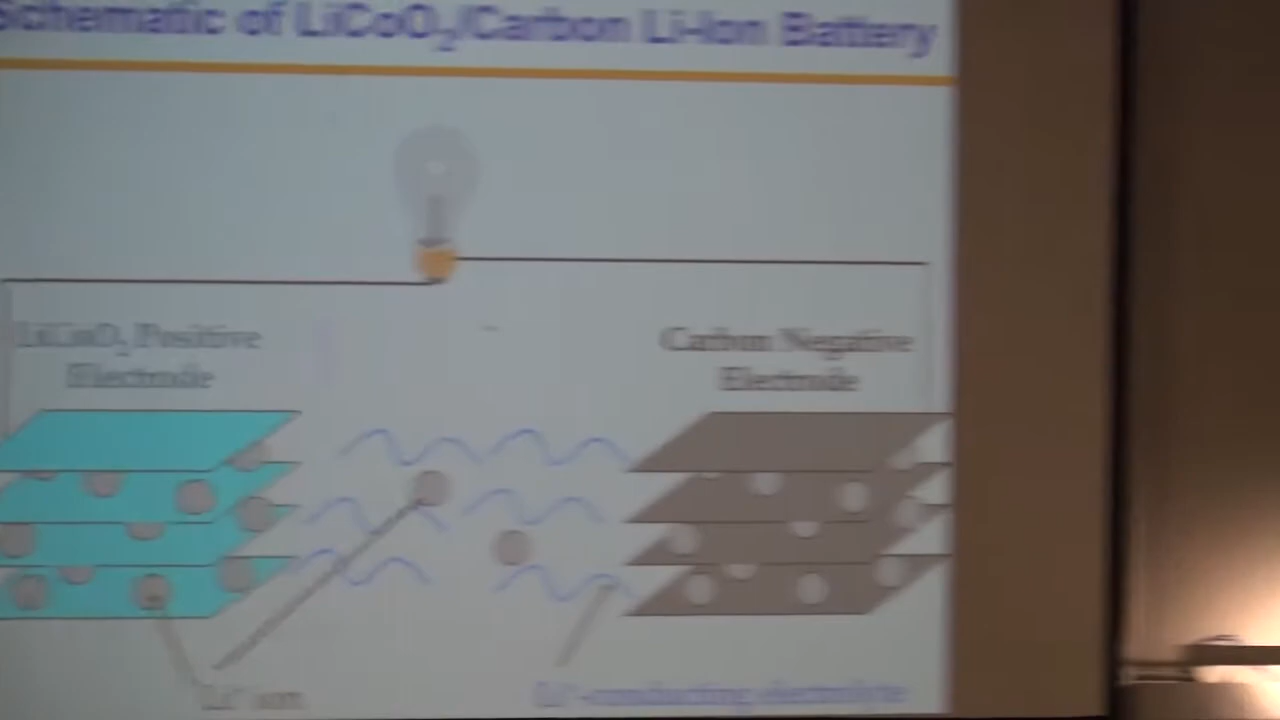 Schematic of LiCoO₂/Carbon Li-Ion Battery
LiCoO₂ Positive
Electrode
Carbon Negative
Electrode
Li⁺ ion
Li⁺-conducting electrolyte